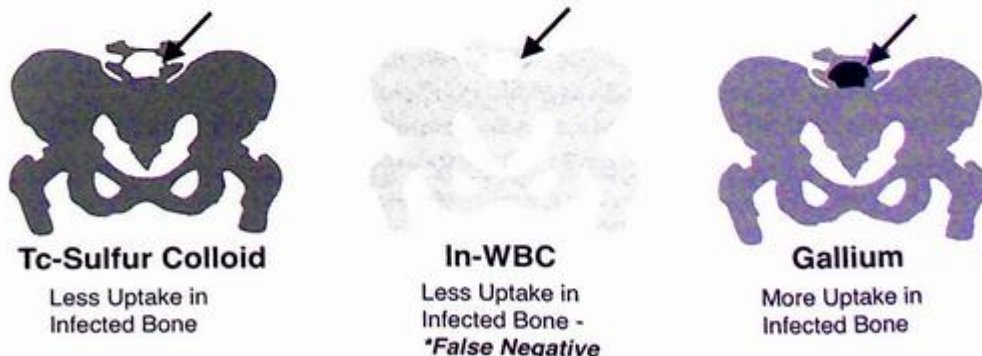 Tc-Sulfur Colloid
Less Uptake in
Infected Bone
In-WBC
Less Uptake in
Infected Bone -
*False Negative
Gallium
More Uptake in
Infected Bone